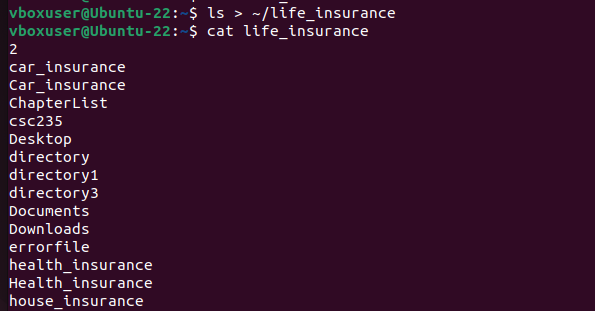 vboxuser@Ubuntu-22:~$ ls > ~/life_insurance
vboxuser@Ubuntu-22:~$ cat life_insurance
2
car_insurance
Car_insurance
ChapterList
csc235
Desktop
directory
directory1
directory3
Documents
Downloads
errorfile
health_insurance
Health_insurance
house_insurance